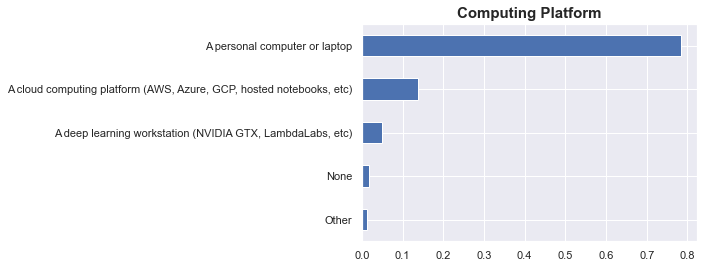 Computing Platform
A personal computer or laptop
A cloud computing platform (AWS, Azure, GCP, hosted notebooks, etc)
A deep learning workstation (NVIDIA GTX, LambdaLabs, etc)
None
Other
0.0 0.1 0.2 0.3 0.4 0.5 0.6 0.7 0.8